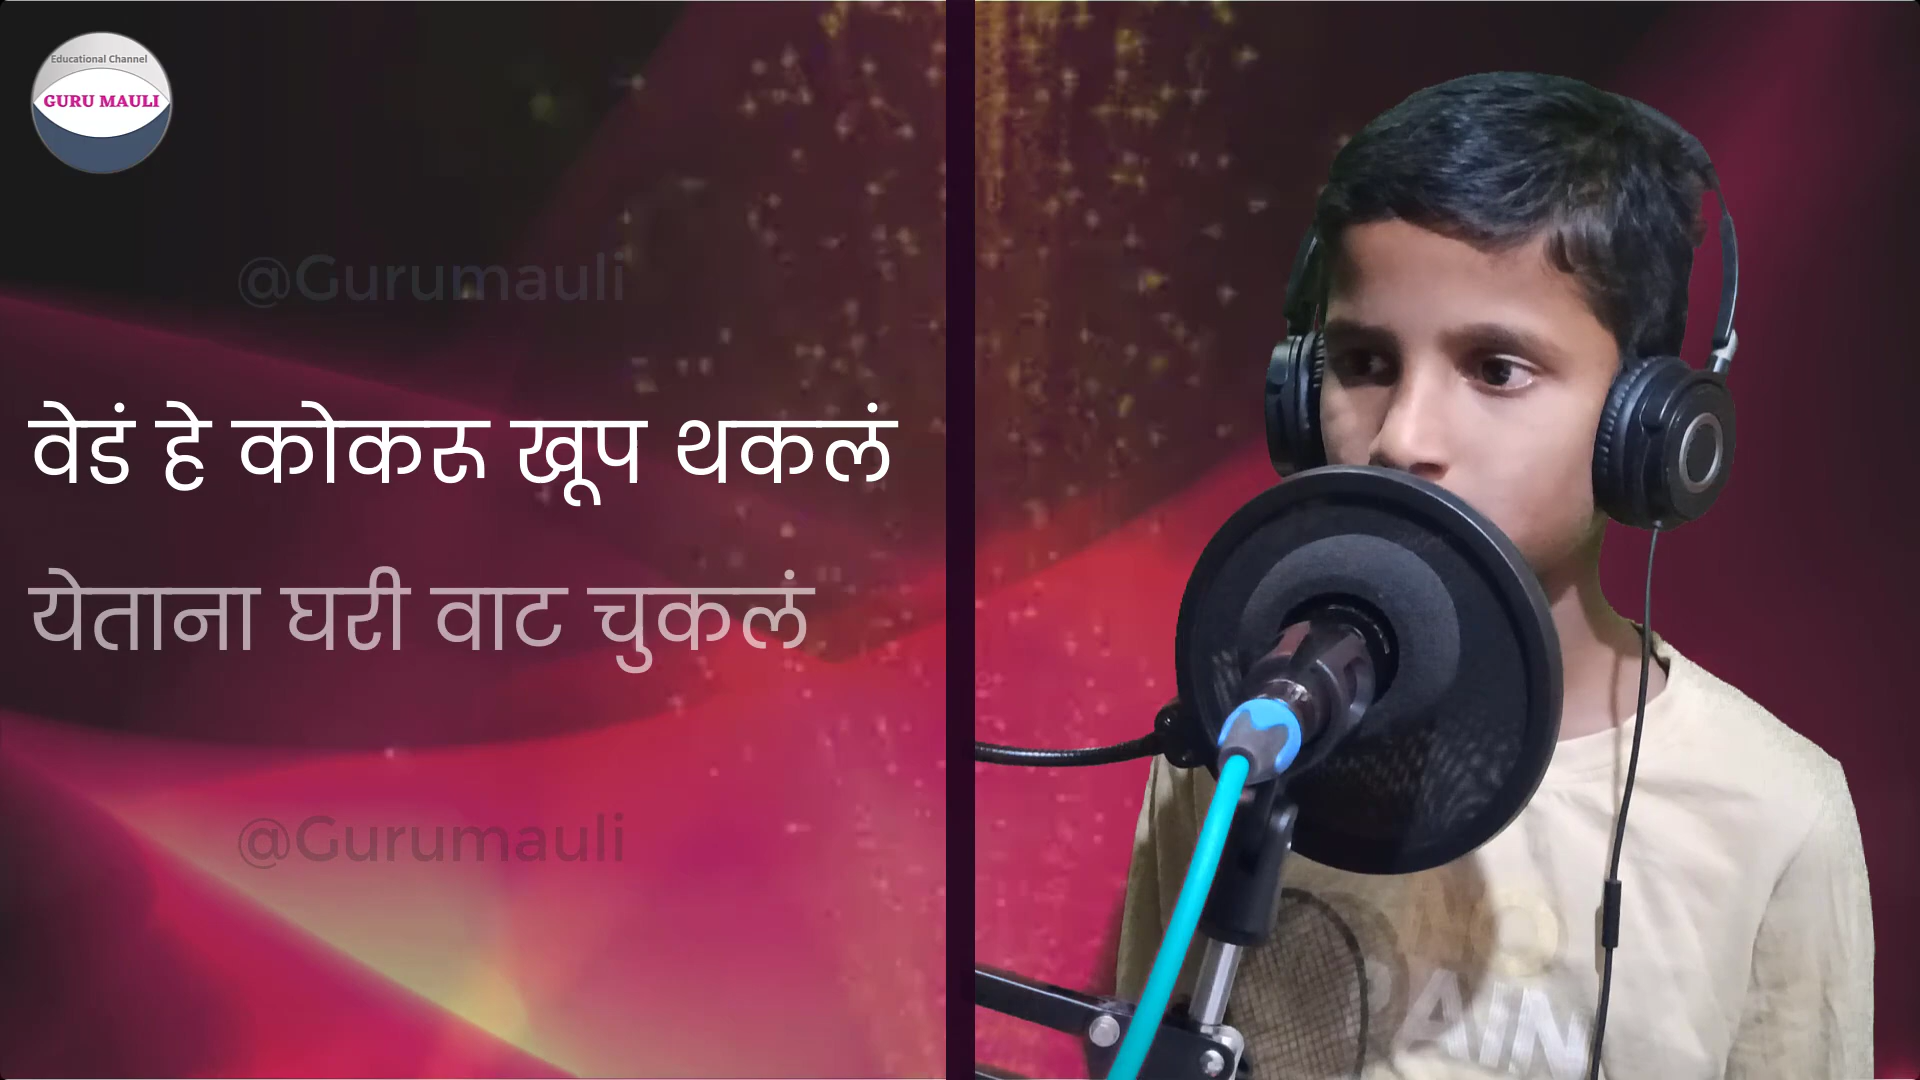 Educational Channel
GURU MAULI
@Gurumauli
वेडं हे कोकरू खूप थकलं
येताना घरी वाट चुकलं
@Gurumauli